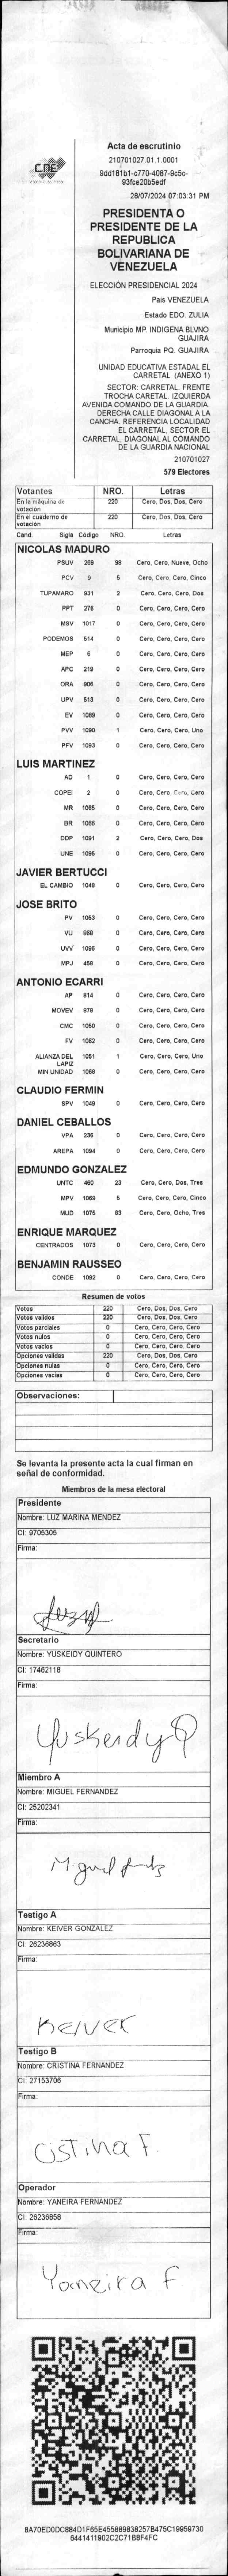 CNE
Acta de escrutinio
210701027.01.1.0001
9dd181b1-c770-4087-9c5c-
93fce20b5edf
28/07/2024 07:03:31 PM
PRESIDENTA O
PRESIDENTE DE LA
REPUBLICA
BOLIVARIANA DE
VENEZUELA
ELECCIÓN PRESIDENCIAL 2024
País VENEZUELA
Estado EDO. ZULIA
Municipio MP. INDIGENA BLVNO
GUAJIRA
Parroquia PQ. GUAJIRA
UNIDAD EDUCATIVA ESTADAL EL
CARRETAL (ANEXO 1)
SECTOR: CARRETAL. FRENTE
TROCHA CARETAL. IZQUIERDA
AVENIDA COMANDO DE LA GUARDIA.
DERECHA CALLE DIAGONAL A LA
CANCHA. REFERENCIA LOCALIDAD
EL CARRETAL, SECTOR EL
CARRETAL, DIAGONAL AL COMANDO
DE LA GUARDIA NACIONAL
210701027
579 Electores
Votantes NRO. Letras
En la máquina de votación 220 Cero, Dos, Dos, Cero
En el cuaderno de votación 220 Cero, Dos, Dos, Cero
Cand. Sigla Código NRO. Letras
NICOLAS MADURO
PSUV 269 98 Cero, Cero, Nueve, Ocho
PCV 9 5 Cero, Cero, Cero, Cinco
TUPAMARO 931 2 Cero, Cero, Cero, Dos
PPT 276 0 Cero, Cero, Cero, Cero
MSV 1017 0 Cero, Cero, Cero, Cero
PODEMOS 514 0 Cero, Cero, Cero, Cero
MEP 6 0 Cero, Cero, Cero, Cero
APC 219 0 Cero, Cero, Cero, Cero
ORA 906 0 Cero, Cero, Cero, Cero
UPV 513 0 Cero, Cero, Cero, Cero
EV 1089 0 Cero, Cero, Cero, Cero
PVV 1090 1 Cero, Cero, Cero, Uno
PFV 1093 0 Cero, Cero, Cero, Cero
LUIS MARTINEZ
AD 1 0 Cero, Cero, Cero, Cero
COPEI 2 0 Cero, Cero, Cero, Cero
MR 1065 0 Cero, Cero, Cero, Cero
BR 1066 0 Cero, Cero, Cero, Cero
DDP 1091 2 Cero, Cero, Cero, Dos
UNE 1095 0 Cero, Cero, Cero, Cero
JAVIER BERTUCCI
EL CAMBIO 1048 0 Cero, Cero, Cero, Cero
JOSE BRITO
PV 1053 0 Cero, Cero, Cero, Cero
VU 868 0 Cero, Cero, Cero, Cero
UVV 1096 0 Cero, Cero, Cero, Cero
MPJ 458 0 Cero, Cero, Cero, Cero
ANTONIO ECARRI
AP 814 0 Cero, Cero, Cero, Cero
MOVEV 978 0 Cero, Cero, Cero, Cero
CMC 1050 0 Cero, Cero, Cero, Cero
FV 1062 0 Cero, Cero, Cero, Cero
ALIANZA DEL LAPIZ 1051 1 Cero, Cero, Cero, Uno
MIN UNIDAD 1068 0 Cero, Cero, Cero, Cero
CLAUDIO FERMIN
SPV 1049 0 Cero, Cero, Cero, Cero
DANIEL CEBALLOS
VPA 236 0 Cero, Cero, Cero, Cero
AREPA 1094 0 Cero, Cero, Cero, Cero
EDMUNDO GONZALEZ
UNTC 460 23 Cero, Cero, Dos, Tres
MPV 1069 5 Cero, Cero, Cero, Cinco
MUD 1075 83 Cero, Cero, Ocho, Tres
ENRIQUE MARQUEZ
CENTRADOS 1073 0 Cero, Cero, Cero, Cero
BENJAMIN RAUSSEO
CONDE 1092 0 Cero, Cero, Cero, Cero
Resumen de votos
Votos 220 Cero, Dos, Dos, Cero
Votos validos 220 Cero, Dos, Dos, Cero
Votos parciales 0 Cero, Cero, Cero, Cero
Votos nulos 0 Cero, Cero, Cero, Cero
Votos vacios 0 Cero, Cero, Cero, Cero
Opciones validas 220 Cero, Dos, Dos, Cero
Opciones nulas 0 Cero, Cero, Cero, Cero
Opciones vacias 0 Cero, Cero, Cero, Cero
Observaciones:
Se levanta la presente acta la cual firman en
señal de conformidad.
Miembros de la mesa electoral
Presidente
Nombre: LUZ MARINA MENDEZ
CI: 9705305
Firma:
Secretario
Nombre: YUSKEIDY QUINTERO
CI: 17462118
Firma:
Yuskeidy Q
Miembro A
Nombre: MIGUEL FERNANDEZ
CI: 25202341
Firma:
Testigo A
Nombre: KEIVER GONZALEZ
CI: 26236863
Firma:
Keiver
Testigo B
Nombre: CRISTINA FERNANDEZ
CI: 27153706
Firma:
Operador
Nombre: YANEIRA FERNANDEZ
CI: 26236858
Firma:
Yaneira F
8A70ED0DC884D1F65E455889838257B475C19959730
6441411902C2C71B8F4FC